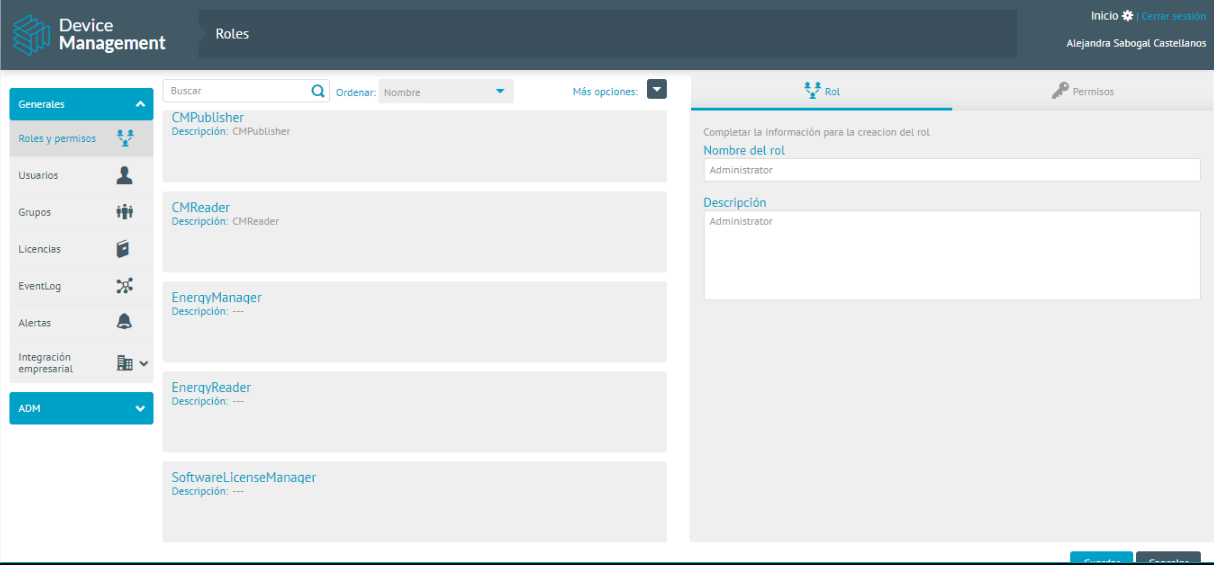 Device
Management
Roles
Inicio | Cerrar sesión
Alejandra Sabogal Castellanos
Generales
Roles y permisos
Usuarios
Grupos
Licencias
EventLog
Alertas
Integración
empresarial
ADM
Buscar
Ordenar: Nombre
Más opciones:
CMPublisher
Descripción: CMPublisher
CMReader
Descripción: CMReader
EnergyManager
Descripción: ---
EnergyReader
Descripción: ---
SoftwareLicenseManager
Descripción: ---
Rol
Permisos
Completar la información para la creacion del rol
Nombre del rol
Administrator
Descripción
Administrator
Guardar
Cancelar